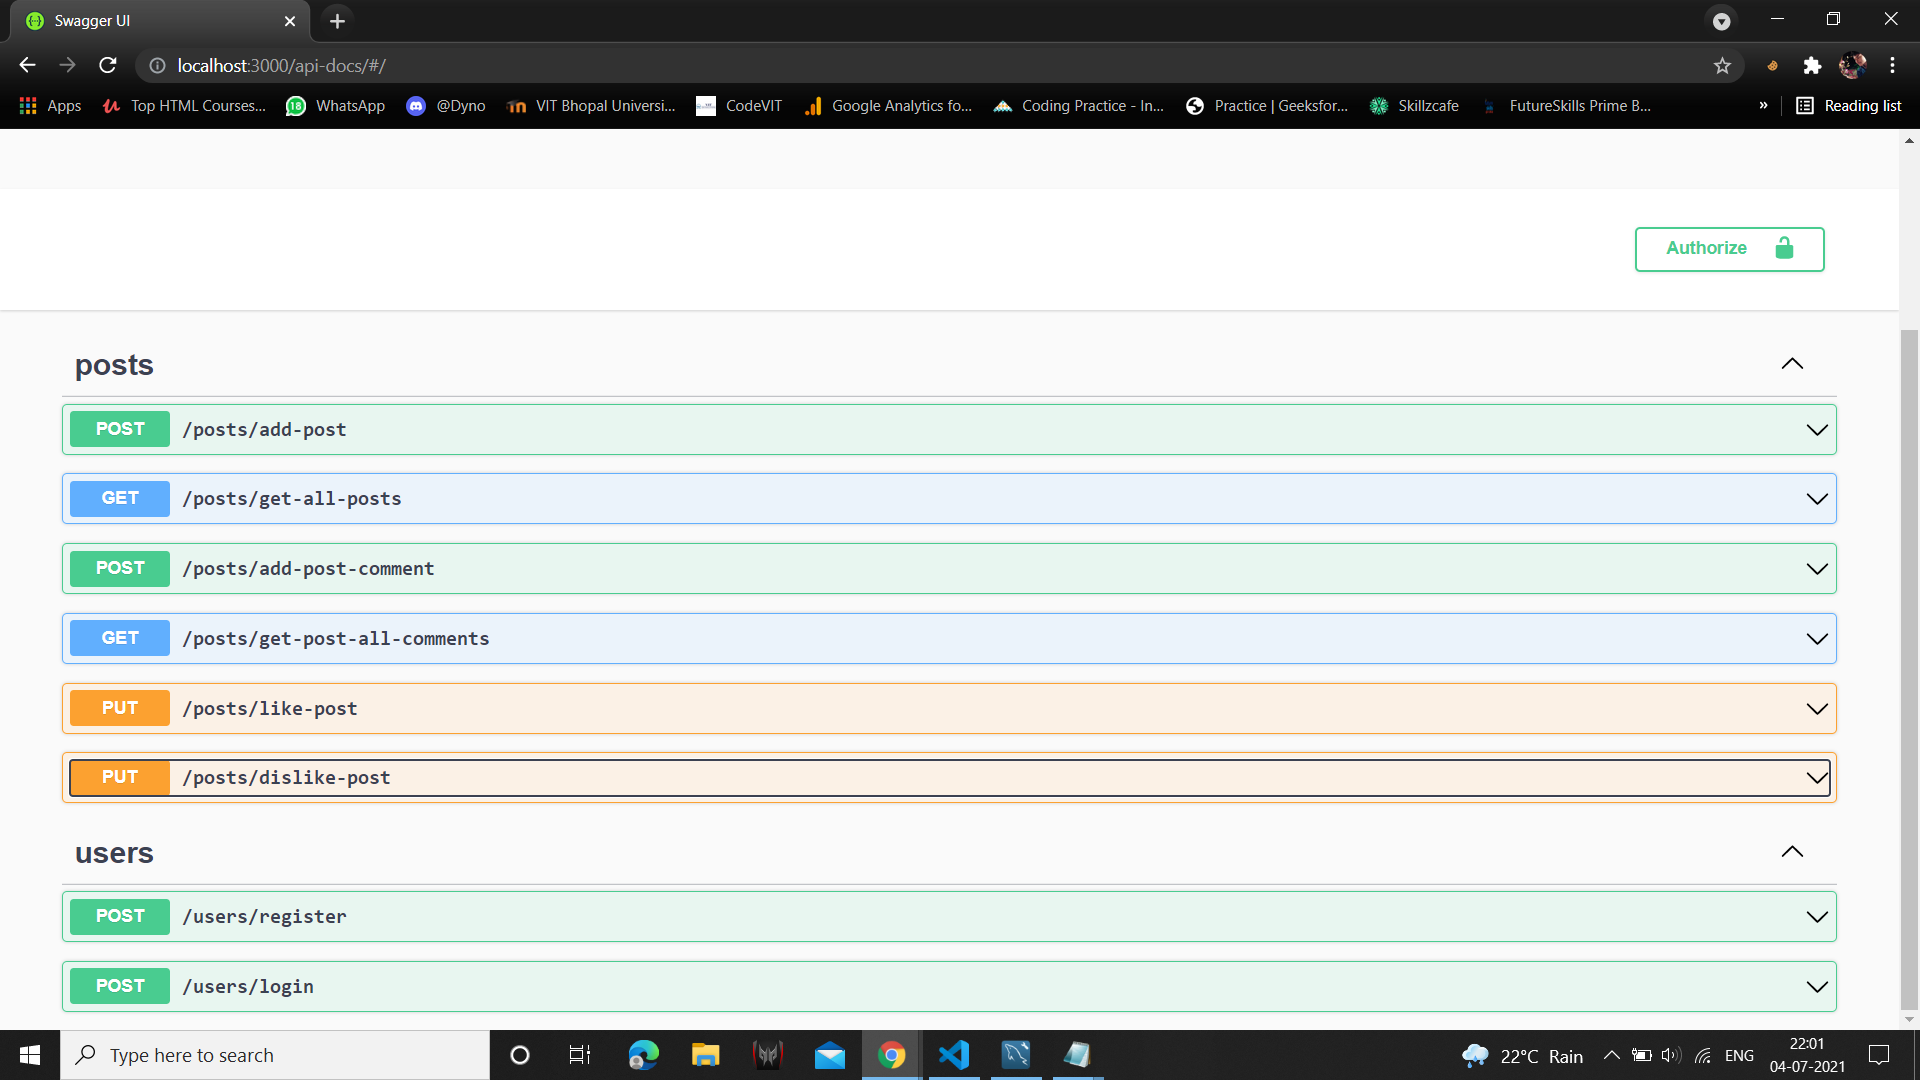 Swagger UI
localhost:3000/api-docs/#/
Apps
Top HTML Courses...
18
WhatsApp
@Dyno
VIT Bhopal Universi...
CodeVIT
Google Analytics fo...
Coding Practice - In...
Practice | Geeksfor...
Skillzcafe
FutureSkills Prime B...
»
Reading list
Authorize
posts
POST /posts/add-post
GET /posts/get-all-posts
POST /posts/add-post-comment
GET /posts/get-post-all-comments
PUT /posts/like-post
PUT /posts/dislike-post
users
POST /users/register
POST /users/login
Type here to search
22°C Rain
ENG
22:01
04-07-2021